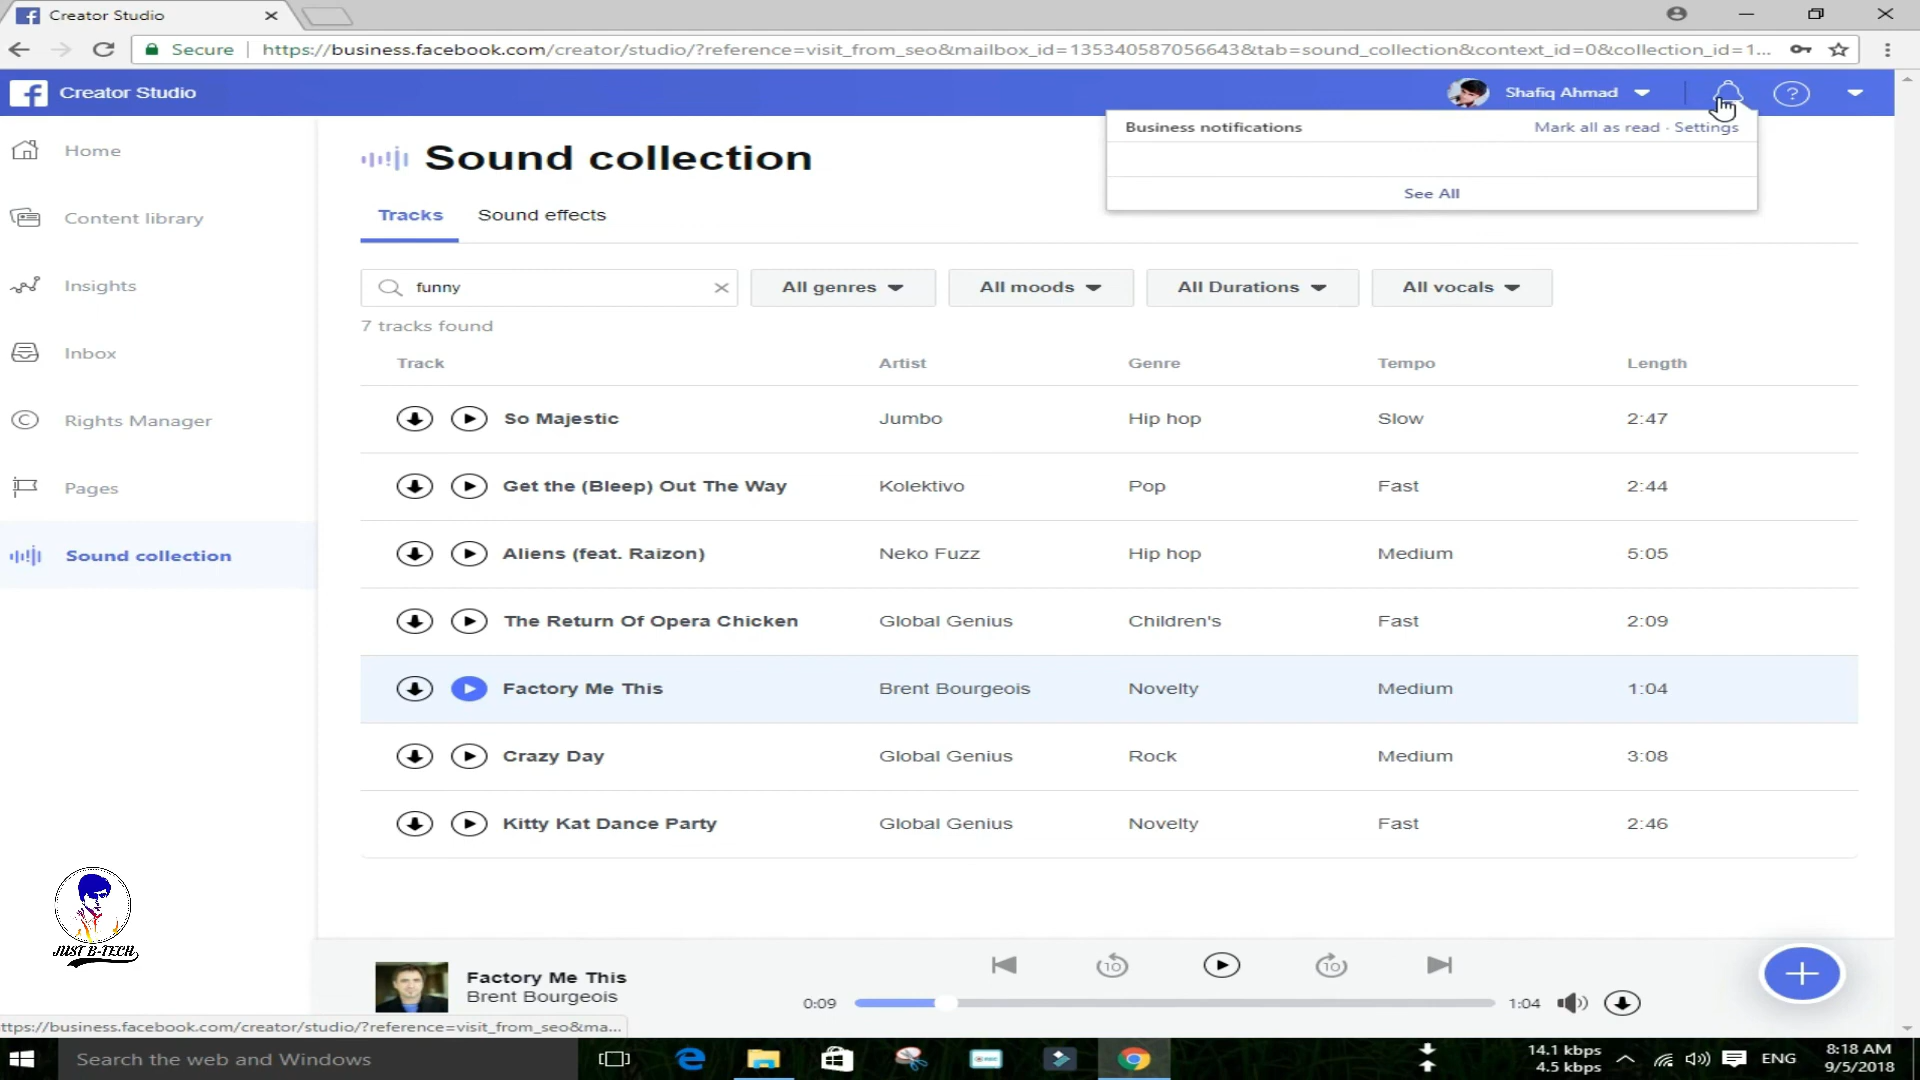 Creator Studio
Secure https://business.facebook.com/creator/studio/?reference=visit_from_seo&mailbox_id=135340587056643&tab=sound_collection&context_id=0&collection_id=1...
Creator Studio
Shafiq Ahmad
?
Business notifications
Mark all as read · Settings
See All
Home
Content library
Insights
Inbox
Rights Manager
Pages
Sound collection
Sound collection
Tracks Sound effects
funny
All genres All moods All Durations All vocals
7 tracks found
Track Artist Genre Tempo Length
So Majestic Jumbo Hip hop Slow 2:47
Get the (Bleep) Out The Way Kolektivo Pop Fast 2:44
Aliens (feat. Raizon) Neko Fuzz Hip hop Medium 5:05
The Return Of Opera Chicken Global Genius Children's Fast 2:09
Factory Me This Brent Bourgeois Novelty Medium 1:04
Crazy Day Global Genius Rock Medium 3:08
Kitty Kat Dance Party Global Genius Novelty Fast 2:46
JUST B-TECH
Factory Me This
Brent Bourgeois
10 10
0:09 1:04
ttps://business.facebook.com/creator/studio/?reference=visit_from_seo&ma...
Search the web and Windows
14.1 kbps
4.5 kbps
ENG
8:18 AM
9/5/2018